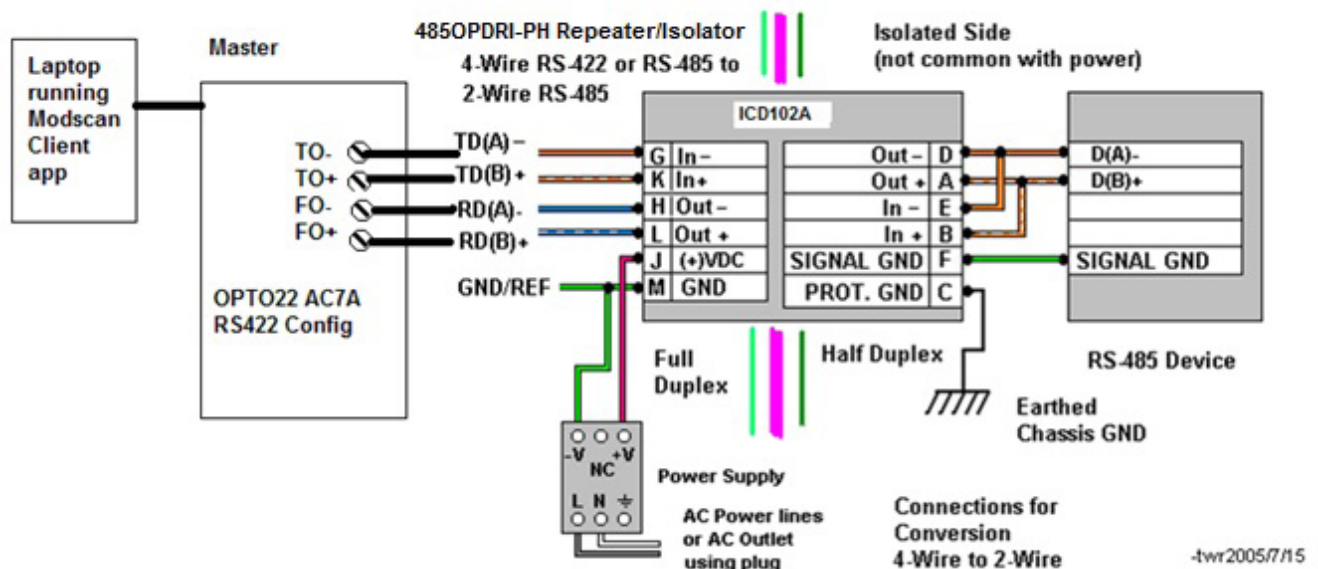 485OPDRI-PH Repeater/Isolator
4-Wire RS-422 or RS-485 to
2-Wire RS-485
Isolated Side
(not common with power)
Laptop
running
Modscan
Client
app
Master
TO-
TO+
FO-
FO+
OPTO22 AC7A
RS422 Config
TD(A) -
TD(B)+
RD(A)-
RD(B)+
GND/REF
ICD102A
G In-
K In+
H Out-
L Out +
J (+)VDC
M GND
Out- D
Out + A
In - E
In + B
SIGNAL GND F
PROT. GND C
D(A)-
D(B)+
SIGNAL GND
RS-485 Device
Full
Duplex
Half Duplex
Earthed
Chassis GND
-V +V
NC
L N
Power Supply
AC Power lines
or AC Outlet
using plug
Connections for
Conversion
4-Wire to 2-Wire
-twr2005/7/15